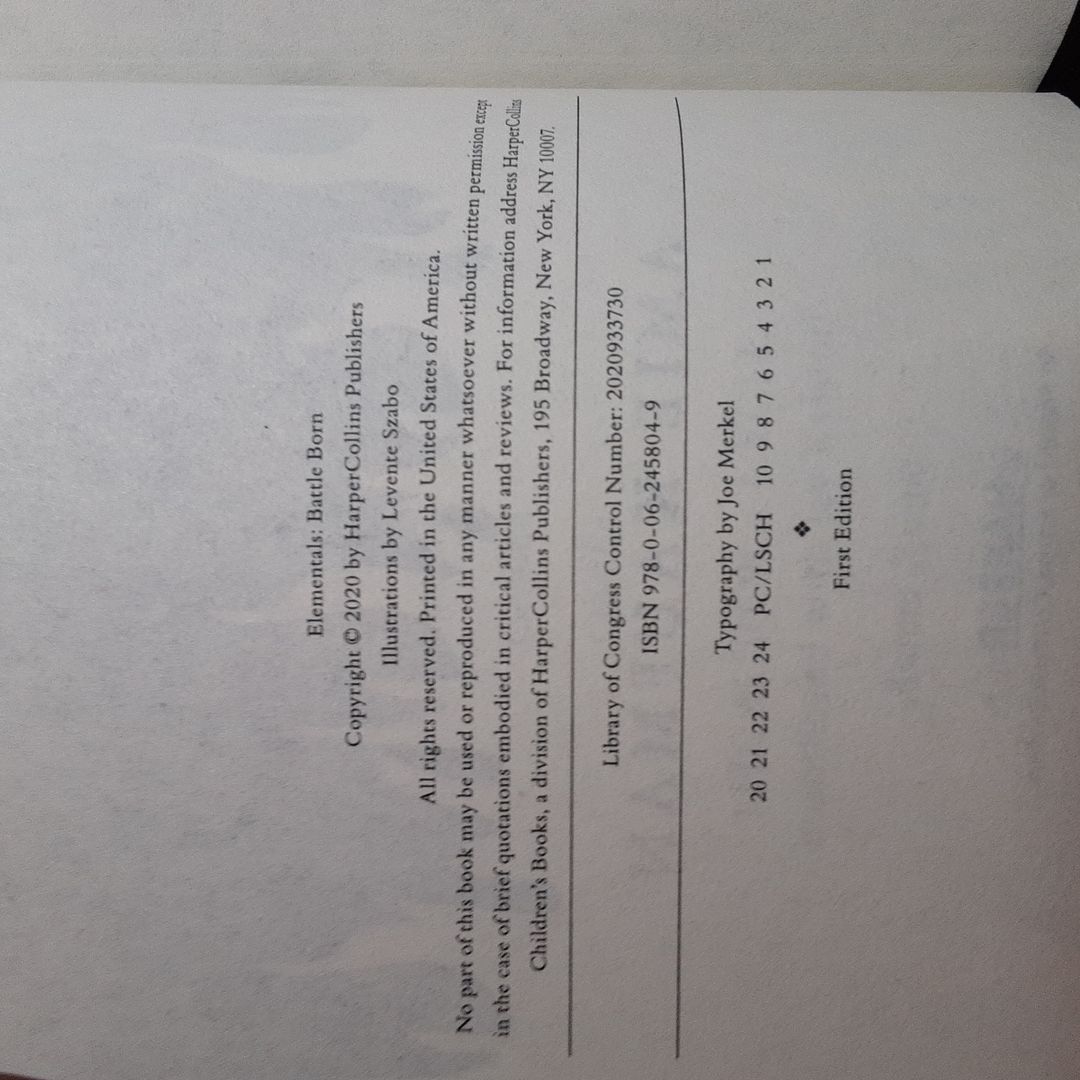 Elementals: Battle Born
Copyright © 2020 by HarperCollins Publishers
Illustrations by Levente Szabo
All rights reserved. Printed in the United States of America.
No part of this book may be used or reproduced in any manner whatsoever without written permission except
in the case of brief quotations embodied in critical articles and reviews. For information address HarperCollins
Children's Books, a division of HarperCollins Publishers, 195 Broadway, New York, NY 10007.
Library of Congress Control Number: 2020933730
ISBN 978-0-06-245804-9
Typography by Joe Merkel
20 21 22 23 24 PC/LSCH 10 9 8 7 6 5 4 3 2 1
❖
First Edition